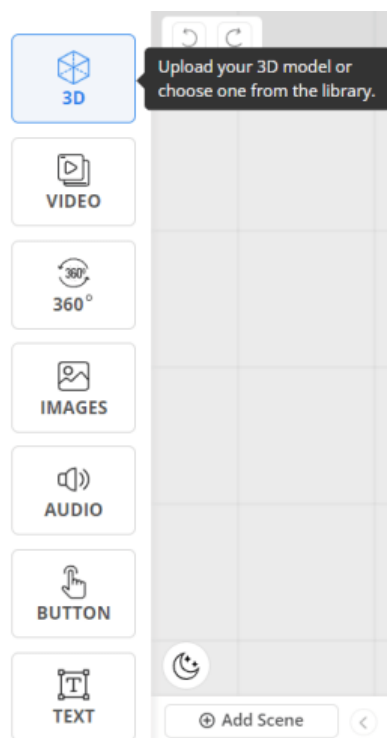 3D
Upload your 3D model or
choose one from the library.
VIDEO
360°
360°
IMAGES
AUDIO
BUTTON
T
TEXT
Add Scene